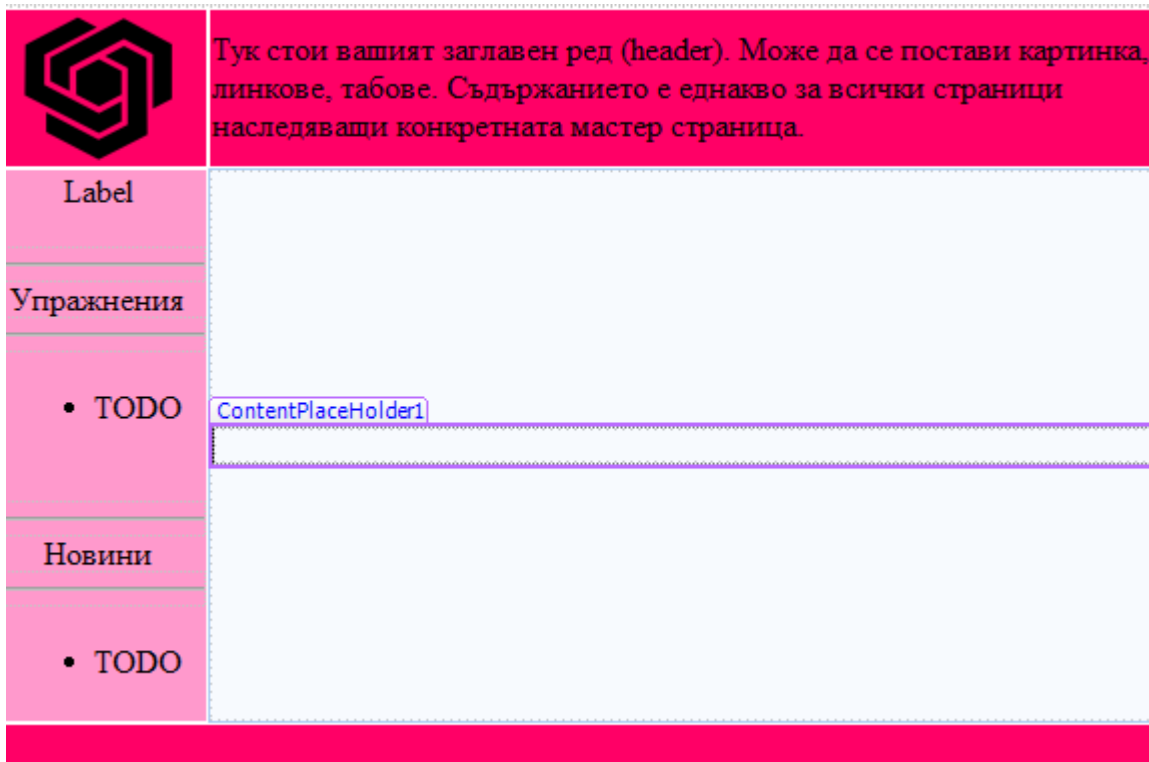 Тук стои вашият заглавен ред (header). Може да се постави картинка,
линкове, табове. Съдържанието е еднакво за всички страници
наследяващи конкретната мастер страница.
Label
Упражнения
• TODO
ContentPlaceHolder1
Новини
• TODO